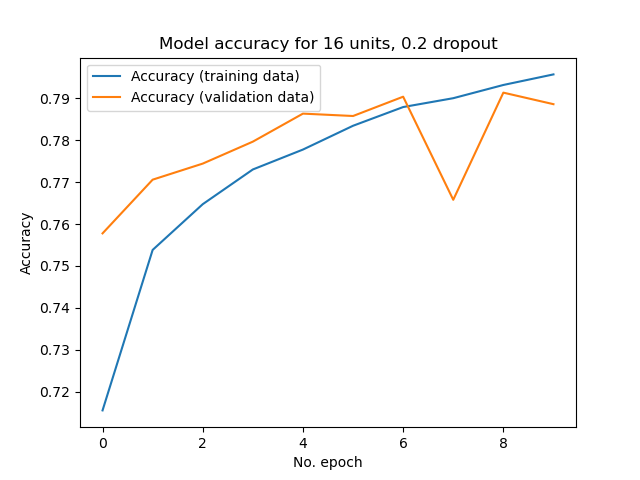 Model accuracy for 16 units, 0.2 dropout
Accuracy (training data)
Accuracy (validation data)
0.79
0.78
0.77
0.76
0.75
0.74
0.73
0.72
Accuracy
0
2
4
6
8
No. epoch